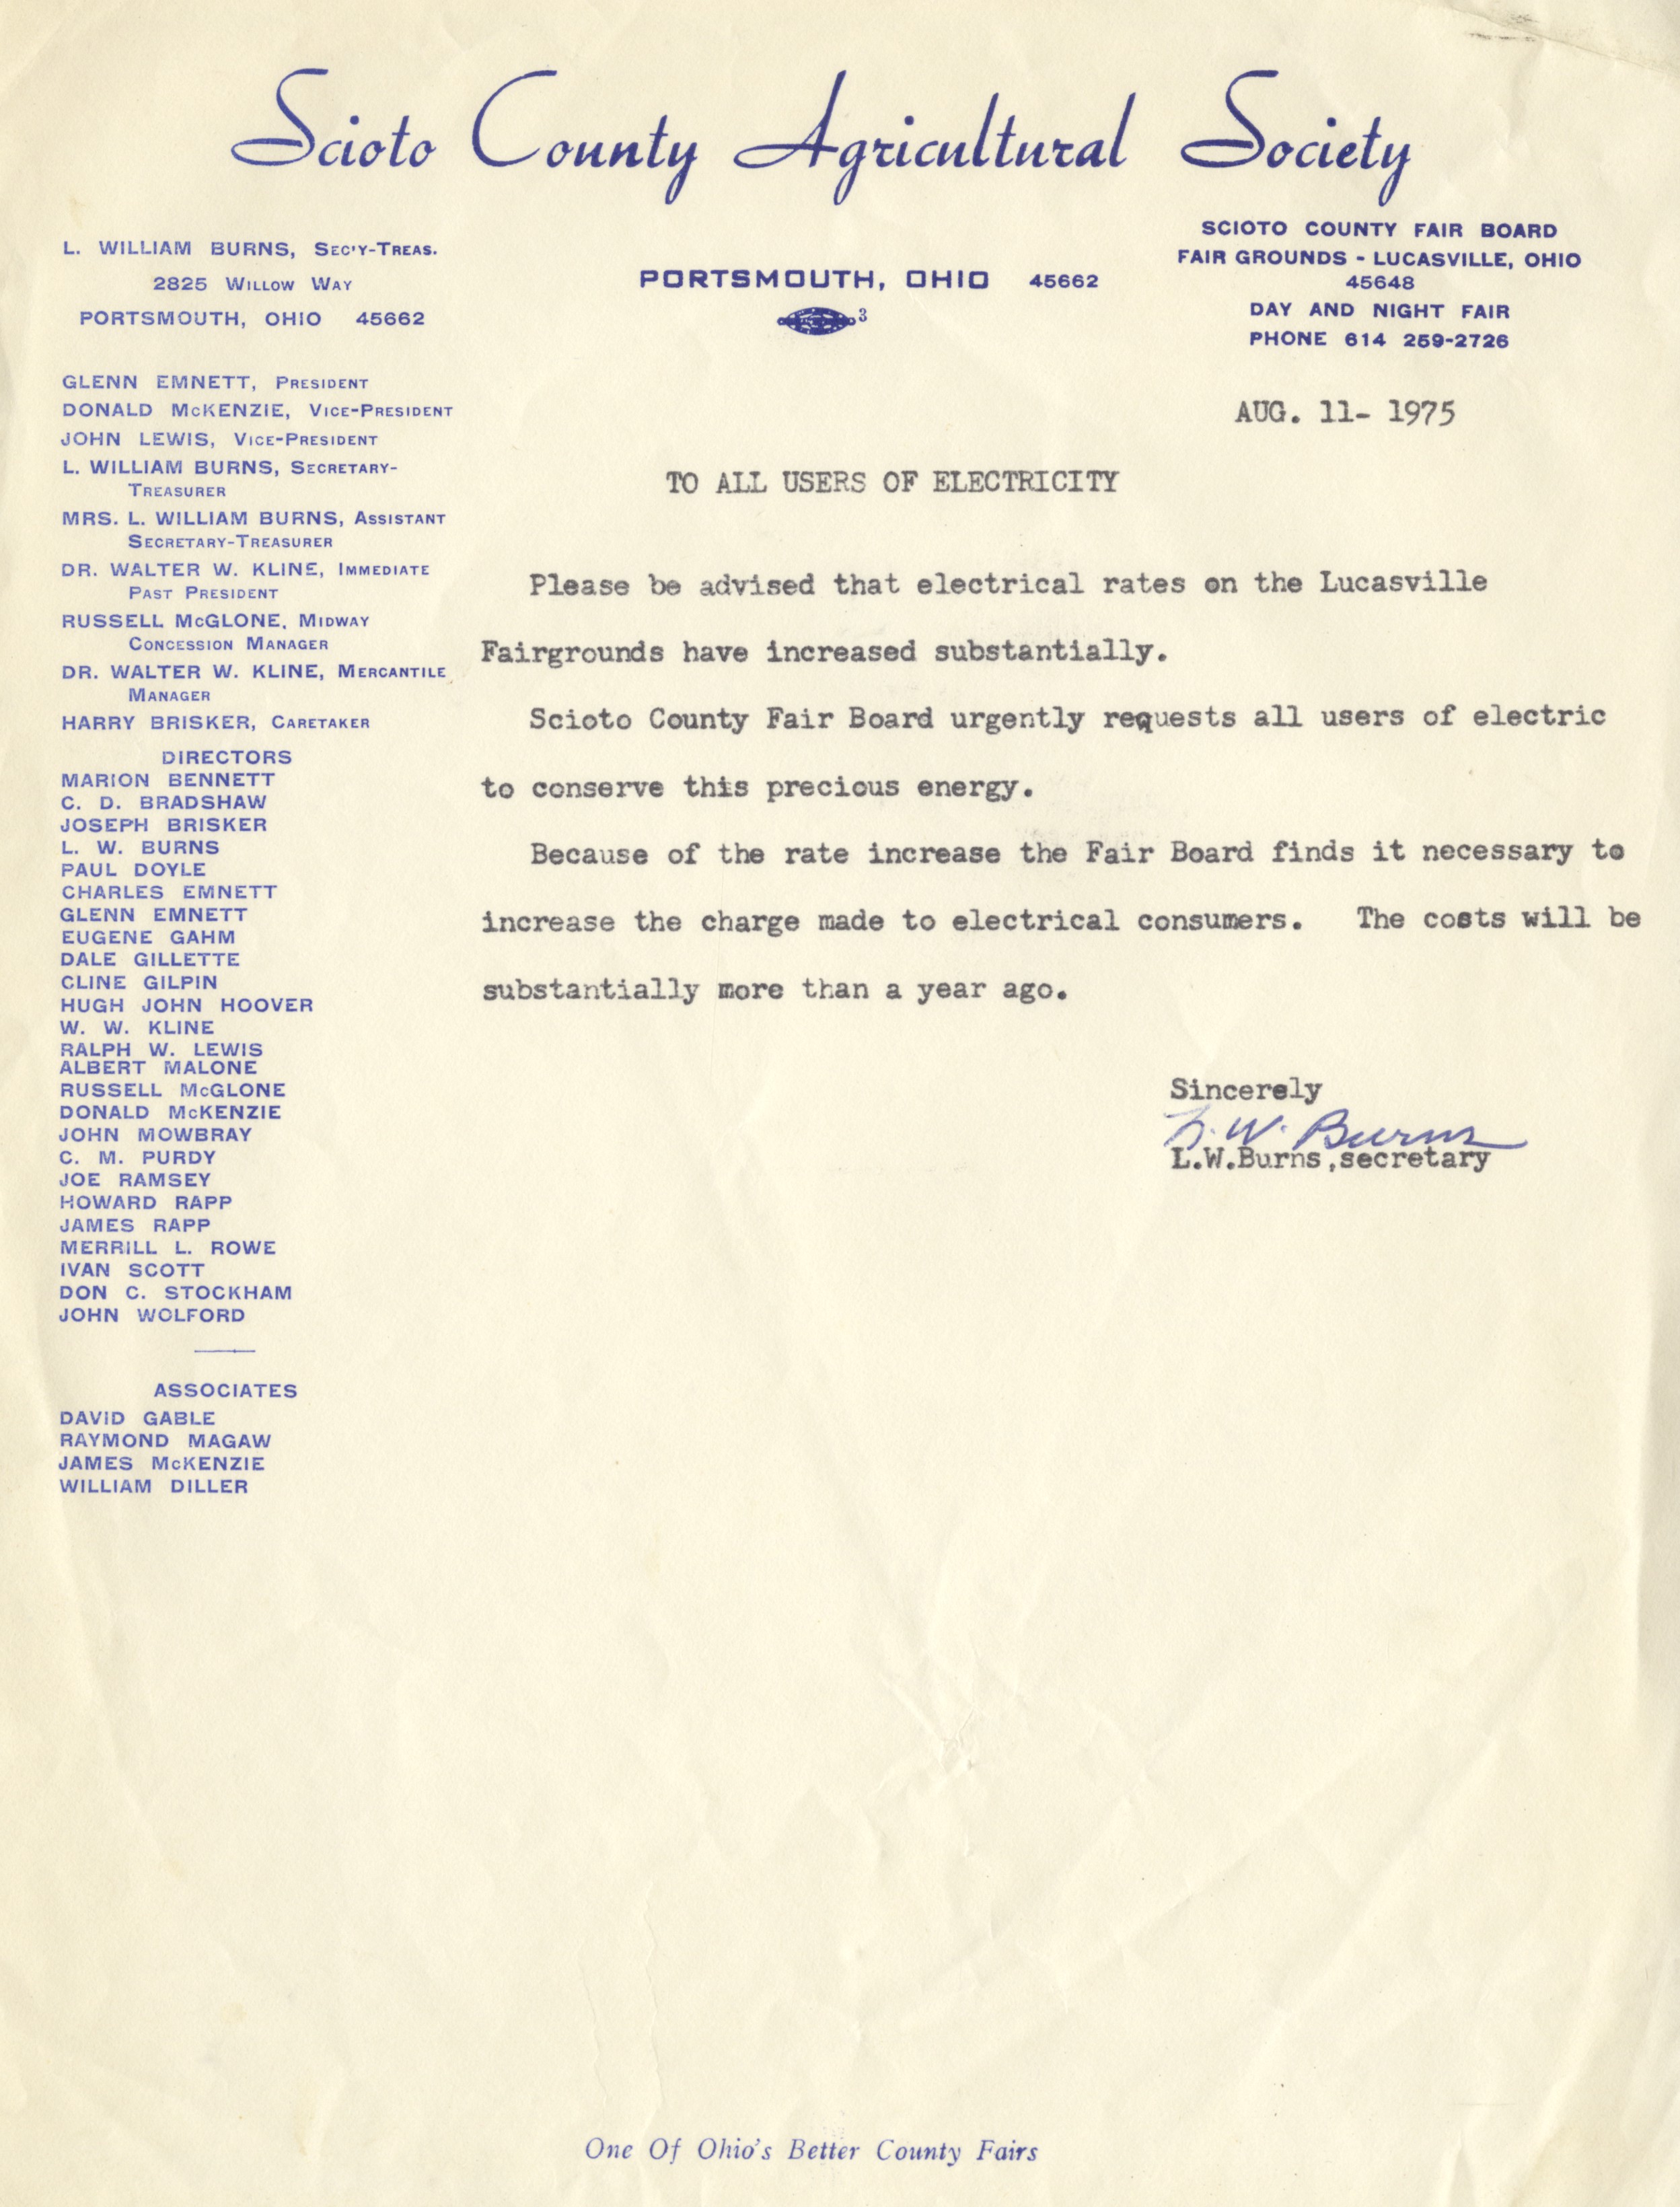 Scioto County Agricultural Society
L. WILLIAM BURNS, SEC'Y-TREAS.
2825 WILLOW WAY
PORTSMOUTH, OHIO 45662
PORTSMOUTH, OHIO 45662
3
SCIOTO COUNTY FAIR BOARD
FAIR GROUNDS - LUCASVILLE, OHIO
45648
DAY AND NIGHT FAIR
PHONE 614 259-2726
GLENN EMNETT, PRESIDENT
DONALD McKENZIE, VICE-PRESIDENT
JOHN LEWIS, VICE-PRESIDENT
L. WILLIAM BURNS, SECRETARY-
TREASURER
MRS. L. WILLIAM BURNS, ASSISTANT
SECRETARY-TREASURER
DR. WALTER W. KLINE, IMMEDIATE
PAST PRESIDENT
RUSSELL McGLONE, MIDWAY
CONCESSION MANAGER
DR. WALTER W. KLINE, MERCANTILE
MANAGER
HARRY BRISKER, CARETAKER
DIRECTORS
MARION BENNETT
C. D. BRADSHAW
JOSEPH BRISKER
L. W. BURNS
PAUL DOYLE
CHARLES EMNETT
GLENN EMNETT
EUGENE GAHM
DALE GILLETTE
CLINE GILPIN
HUGH JOHN HOOVER
W. W. KLINE
RALPH W. LEWIS
ALBERT MALONE
RUSSELL McGLONE
DONALD McKENZIE
JOHN MOWBRAY
C. M. PURDY
JOE RAMSEY
HOWARD RAPP
JAMES RAPP
MERRILL L. ROWE
IVAN SCOTT
DON C. STOCKHAM
JOHN WOLFORD
ASSOCIATES
DAVID GABLE
RAYMOND MAGAW
JAMES McKENZIE
WILLIAM DILLER
AUG. 11- 1975
TO ALL USERS OF ELECTRICITY
Please be advised that electrical rates on the Lucasville
Fairgrounds have increased substantially.
Scioto County Fair Board urgently requests all users of electric
to conserve this precious energy.
Because of the rate increase the Fair Board finds it necessary to
increase the charge made to electrical consumers. The costs will be
substantially more than a year ago.
Sincerely
L. W. Burns
L.W.Burns,secretary
One Of Ohio's Better County Fairs